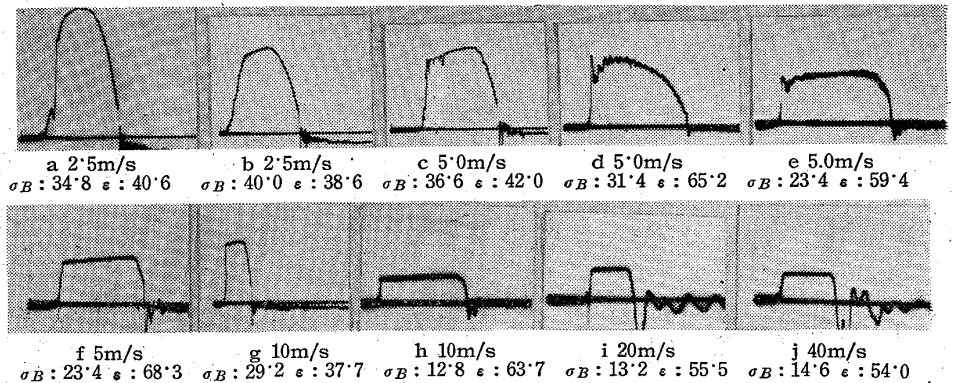 a 2·5m/s b 2·5m/s c 5·0m/s d 5·0m/s e 5.0m/s
σB : 34·8 ε : 40·6 σB : 40·0 ε : 38·6 σB : 36·6 ε : 42·0 σB : 31·4 ε : 65·2 σB : 23·4 ε : 59·4
f 5m/s g 10m/s h 10m/s i 20m/s j 40m/s
σB : 23·4 ε : 68·3 σB : 29·2 ε : 37·7 σB : 12·8 ε : 63·7 σB : 13·2 ε : 55·5 σB : 14·6 ε : 54·0